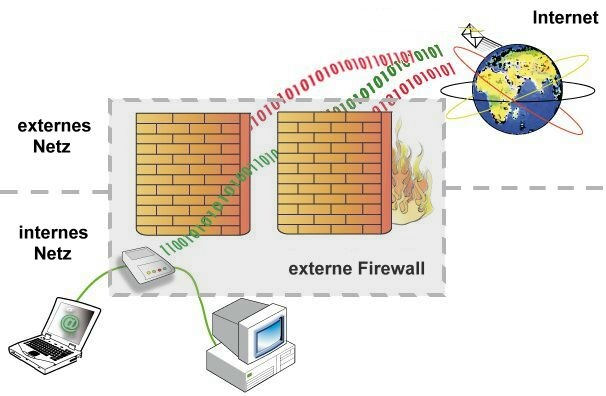 Internet
externes
Netz
internes
Netz
externe Firewall
@